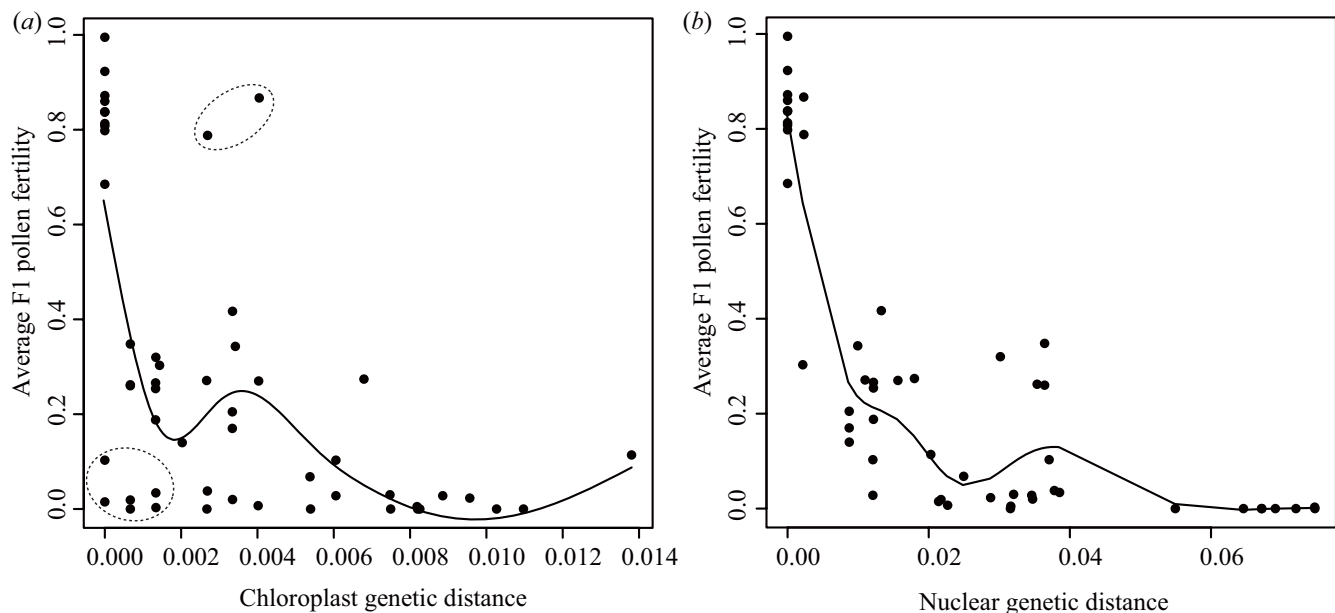 (a)
Average F1 pollen fertility
1.0
0.8
0.6
0.4
0.2
0.0
0.000 0.002 0.004 0.006 0.008 0.010 0.012 0.014
Chloroplast genetic distance
(b)
Average F1 pollen fertility
1.0
0.8
0.6
0.4
0.2
0.0
0.00 0.02 0.04 0.06
Nuclear genetic distance